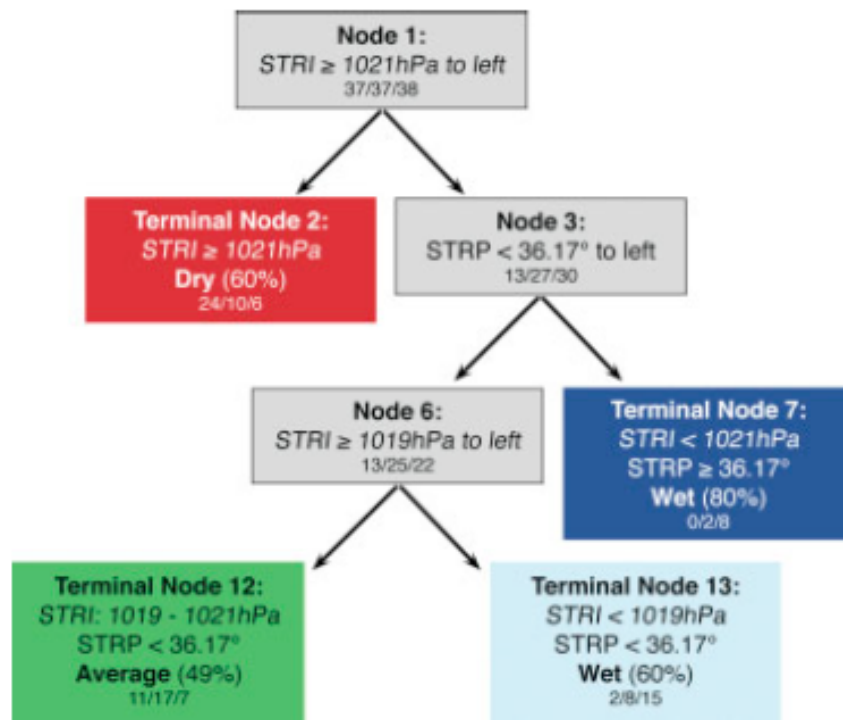 Node 1:
STRI ≥ 1021hPa to left
37/37/38
Terminal Node 2:
STRI ≥ 1021hPa
Dry (60%)
24/10/6
Node 3:
STRP < 36.17° to left
13/27/30
Node 6:
STRI ≥ 1019hPa to left
13/25/22
Terminal Node 7:
STRI < 1021hPa
STRP ≥ 36.17°
Wet (80%)
0/2/8
Terminal Node 12:
STRI: 1019 - 1021hPa
STRP < 36.17°
Average (49%)
11/17/7
Terminal Node 13:
STRI < 1019hPa
STRP < 36.17°
Wet (60%)
2/8/15